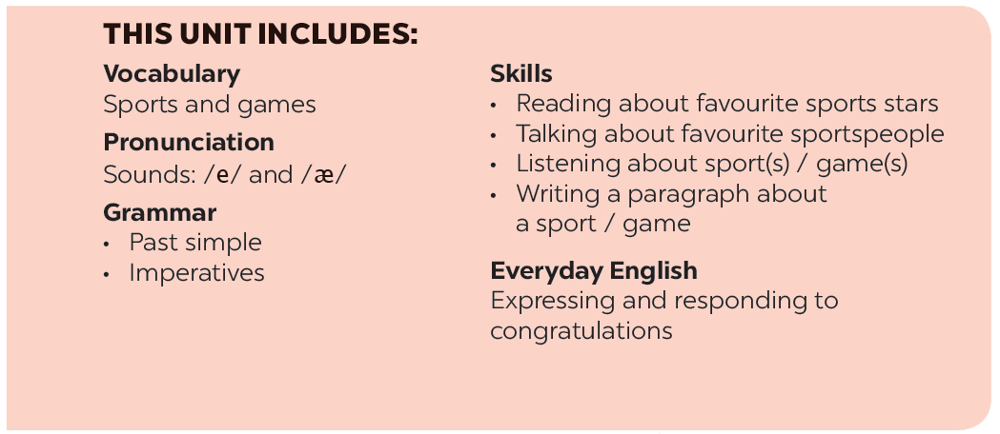 THIS UNIT INCLUDES:
Vocabulary
Sports and games
Pronunciation
Sounds: /e/ and /æ/
Grammar
• Past simple
• Imperatives
Skills
• Reading about favourite sports stars
• Talking about favourite sportspeople
• Listening about sport(s) / game(s)
• Writing a paragraph about
a sport / game
Everyday English
Expressing and responding to
congratulations